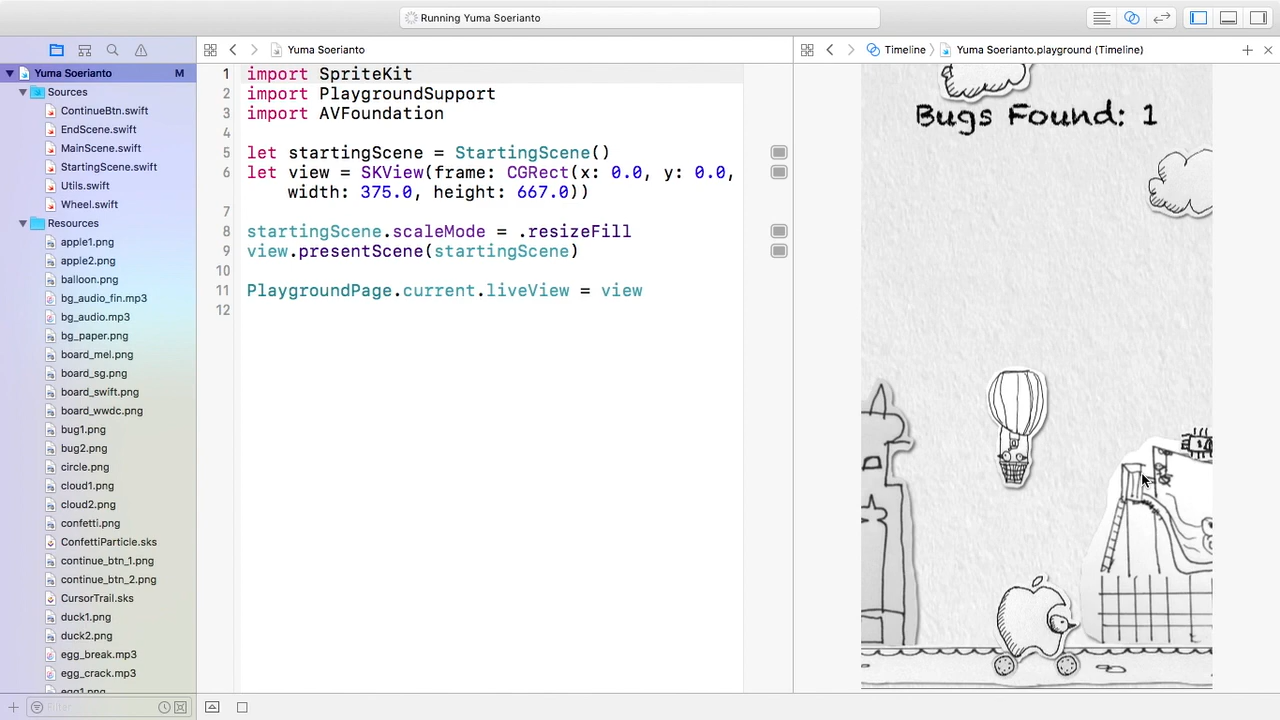 Running Yuma Soerianto
Yuma Soerianto
Timeline
Yuma Soerianto.playground (Timeline)
Yuma Soerianto M
Sources
ContinueBtn.swift
EndScene.swift
MainScene.swift
StartingScene.swift
Utils.swift
Wheel.swift
Resources
apple1.png
apple2.png
balloon.png
bg_audio_fin.mp3
bg_audio.mp3
bg_paper.png
board_mel.png
board_sg.png
board_swift.png
board_wwdc.png
bug1.png
bug2.png
circle.png
cloud1.png
cloud2.png
confetti.png
ConfettiParticle.sks
continue_btn_1.png
continue_btn_2.png
CursorTrail.sks
duck1.png
duck2.png
egg_break.mp3
egg_crack.mp3
egg1.png
Filter
1 import SpriteKit
2 import PlaygroundSupport
3 import AVFoundation
4
5 let startingScene = StartingScene()
6 let view = SKView(frame: CGRect(x: 0.0, y: 0.0,
width: 375.0, height: 667.0))
7
8 startingScene.scaleMode = .resizeFill
9 view.presentScene(startingScene)
10
11 PlaygroundPage.current.liveView = view
12
Bugs Found: 1